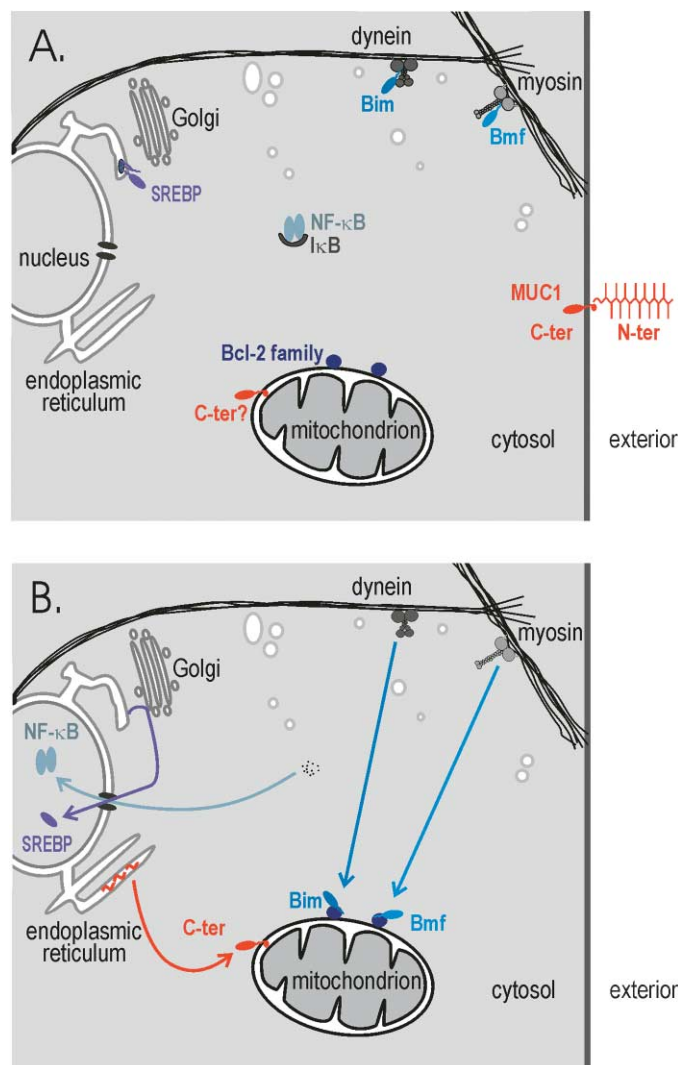 A.
dynein
Golgi
Bim
myosin
Bmf
SREBP
NF-κB
IκB
nucleus
MUC1
C-ter
N-ter
Bcl-2 family
endoplasmic
reticulum
C-ter?
mitochondrion
cytosol
exterior
B.
dynein
myosin
Golgi
NF-κB
SREBP
Bim
Bmf
C-ter
endoplasmic
reticulum
mitochondrion
cytosol
exterior